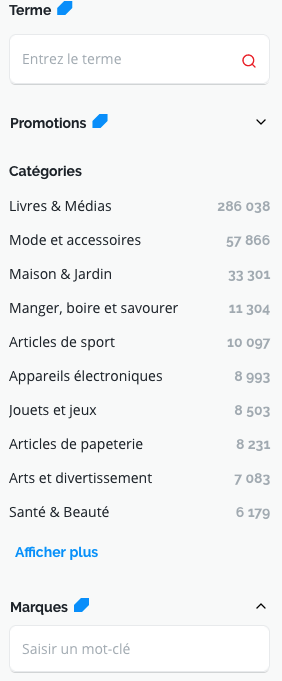 Terme
Entrez le terme
Promotions
Catégories
Livres & Médias 286 038
Mode et accessoires 57 866
Maison & Jardin 33 301
Manger, boire et savourer 11 304
Articles de sport 10 097
Appareils électroniques 8 993
Jouets et jeux 8 503
Articles de papeterie 8 231
Arts et divertissement 7 083
Santé & Beauté 6 179
Afficher plus
Marques
Saisir un mot-clé